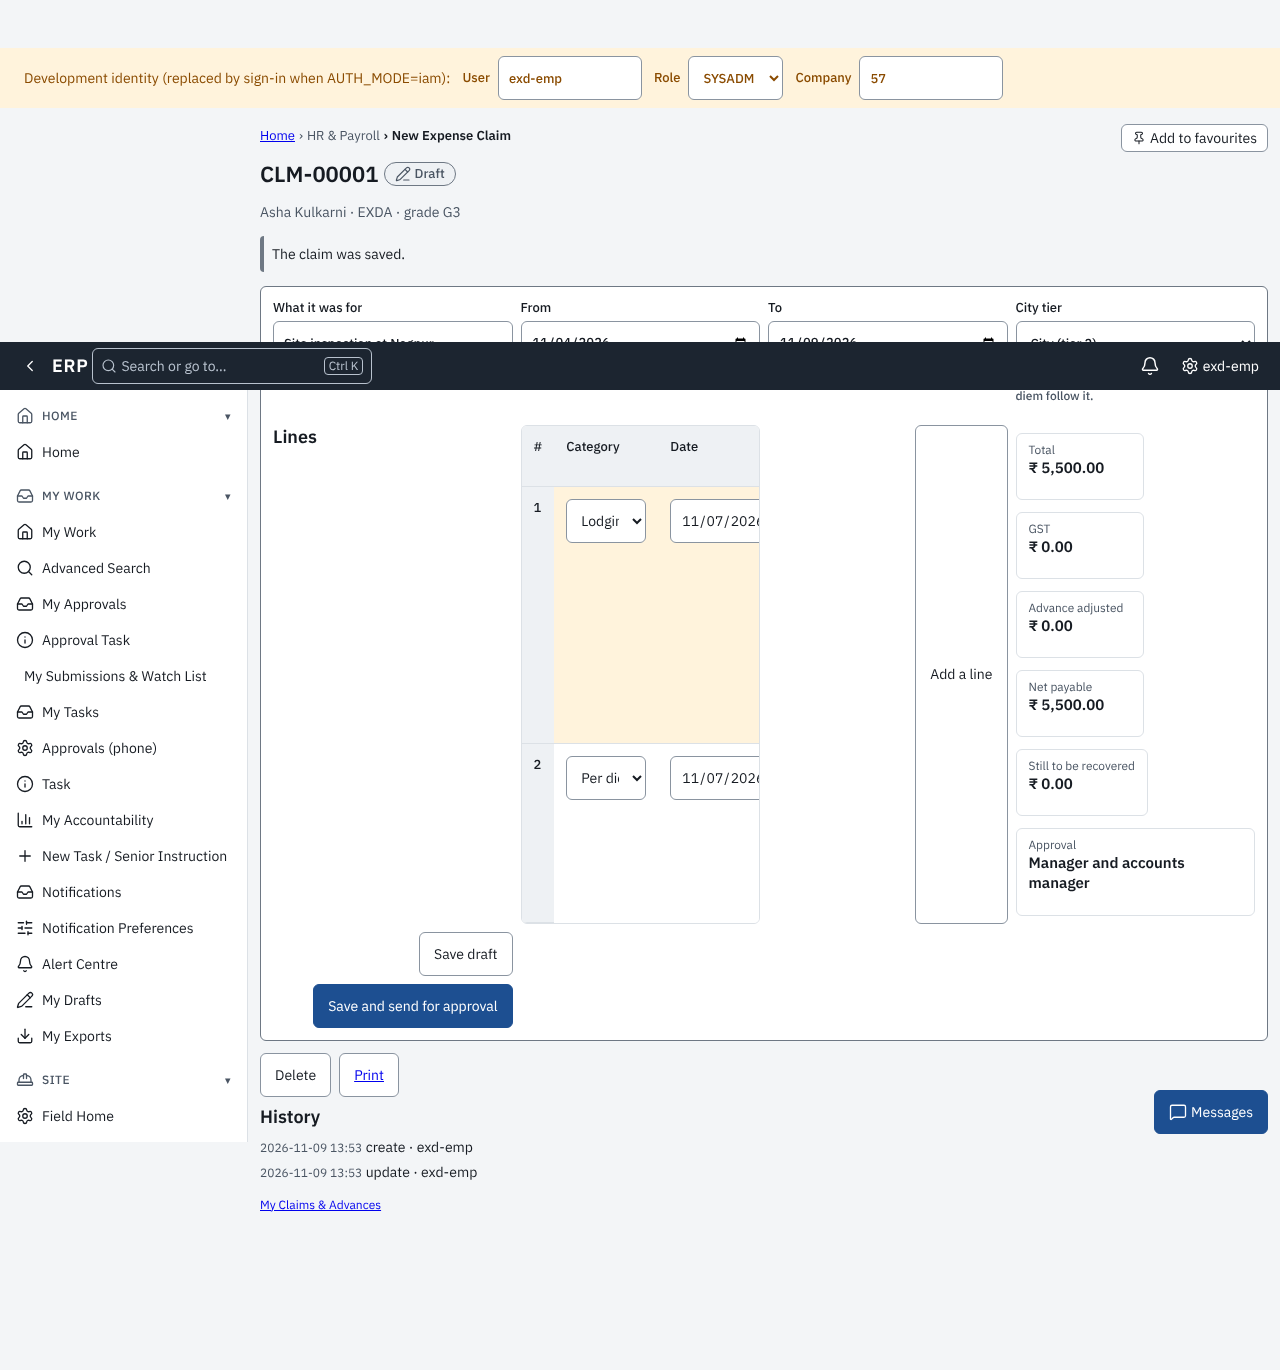 Development identity (replaced by sign-in when AUTH_MODE=iam): User exd-emp Role SYSADM Company 57
Home › HR & Payroll › New Expense Claim
Add to favourites
CLM-00001 Draft
Asha Kulkarni · EXDA · grade G3
The claim was saved.
What it was for From To City tier
ERP Search or go to... Ctrl K exd-emp
diem follow it.
HOME
Home
MY WORK
My Work
Advanced Search
My Approvals
Approval Task
My Submissions & Watch List
My Tasks
Approvals (phone)
Task
My Accountability
New Task / Senior Instruction
Notifications
Notification Preferences
Alert Centre
My Drafts
My Exports
SITE
Field Home
Lines
# Category Date
1 11/07/2026
2 11/07/2026
Add a line
Total
₹ 5,500.00
GST
₹ 0.00
Advance adjusted
₹ 0.00
Net payable
₹ 5,500.00
Still to be recovered
₹ 0.00
Approval
Manager and accounts
manager
Save draft
Save and send for approval
Delete Print
History
2026-11-09 13:53 create · exd-emp
2026-11-09 13:53 update · exd-emp
My Claims & Advances
Messages